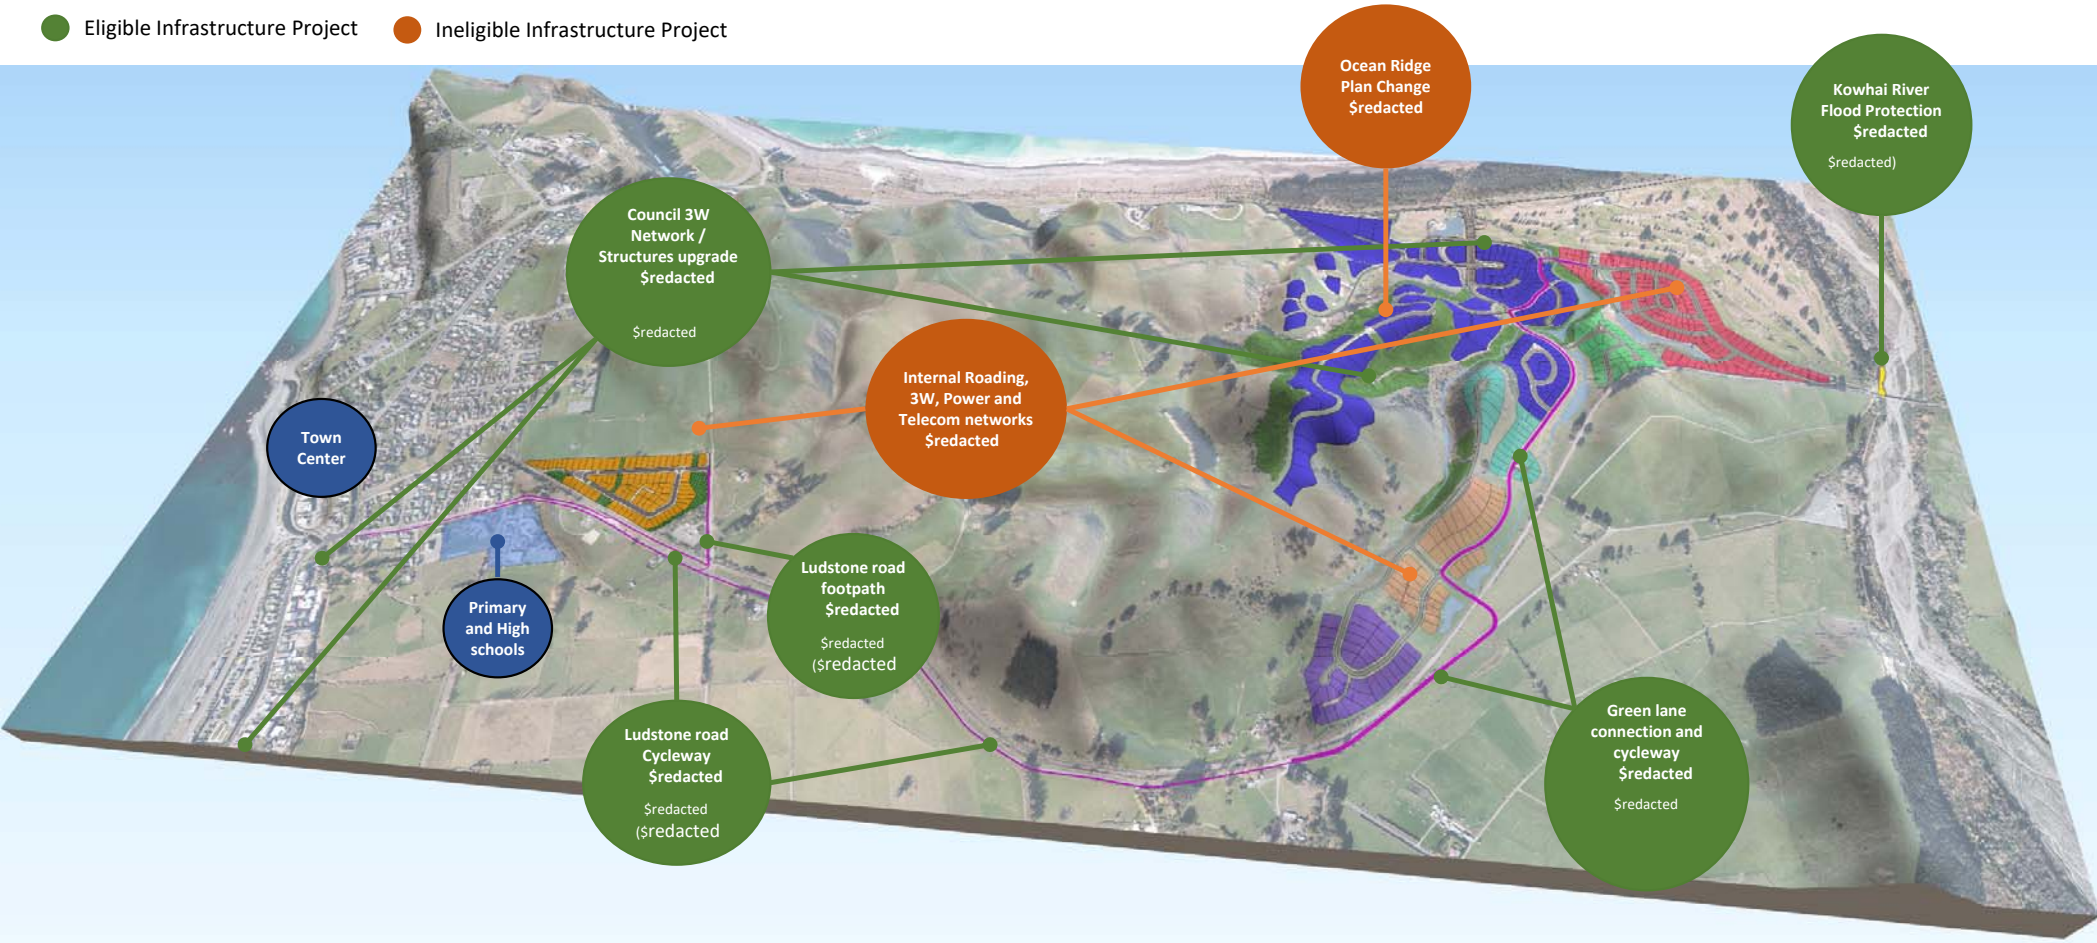 Eligible Infrastructure Project
Ineligible Infrastructure Project
Ocean Ridge
Plan Change
$redacted
Kowhai River
Flood Protection
$redacted
$redacted)
Council 3W
Network /
Structures upgrade
$redacted
$redacted
Internal Roading,
3W, Power and
Telecom networks
$redacted
Town
Center
Primary
and High
schools
Ludstone road
footpath
$redacted
$redacted
($redacted
Ludstone road
Cycleway
$redacted
$redacted
($redacted
Green lane
connection and
cycleway
$redacted
$redacted